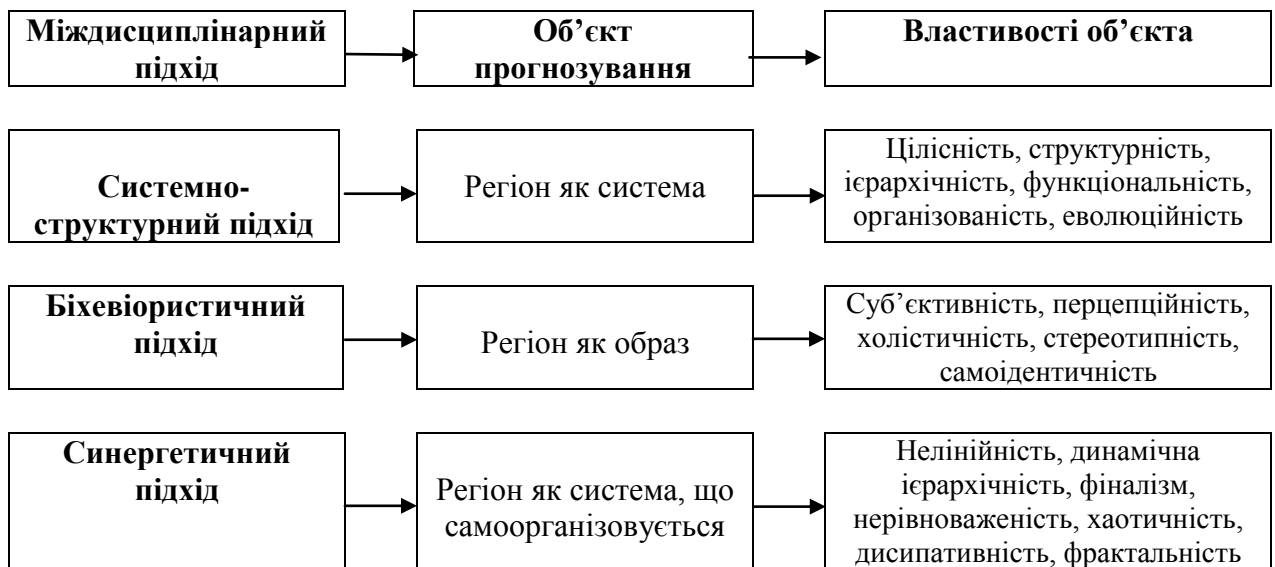 Міждисциплінарний
підхід
Об’єкт
прогнозування
Властивості об’єкта
Системно-
структурний підхід
Регіон як система
Цілісність, структурність,
ієрархічність, функціональність,
організованість, еволюційність
Біхевіористичний
підхід
Регіон як образ
Суб’єктивність, перцепційність,
холістичність, стереотипність,
самоідентичність
Синергетичний
підхід
Регіон як система, що
самоорганізовується
Нелінійність, динамічна
ієрархічність, фіналізм,
нерівноваженість, хаотичність,
дисипативність, фрактальність